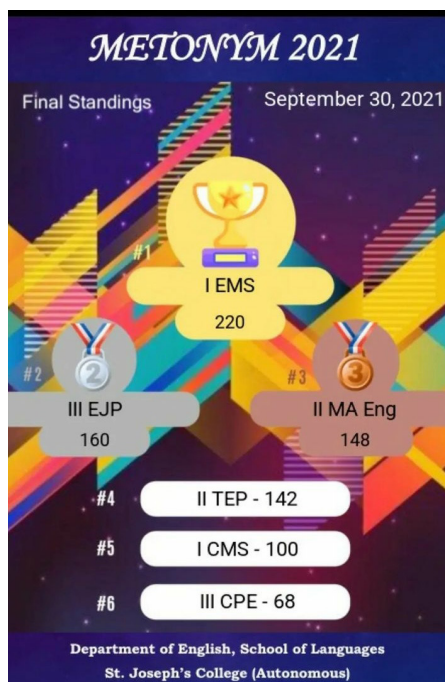 METONYM 2021
Final Standings
September 30, 2021
#1
I EMS
220
#2
2
III EJP
160
#3
3
II MA Eng
148
#4
II TEP - 142
#5
I CMS - 100
#6
III CPE - 68
Department of English, School of Languages
St. Joseph's College (Autonomous)